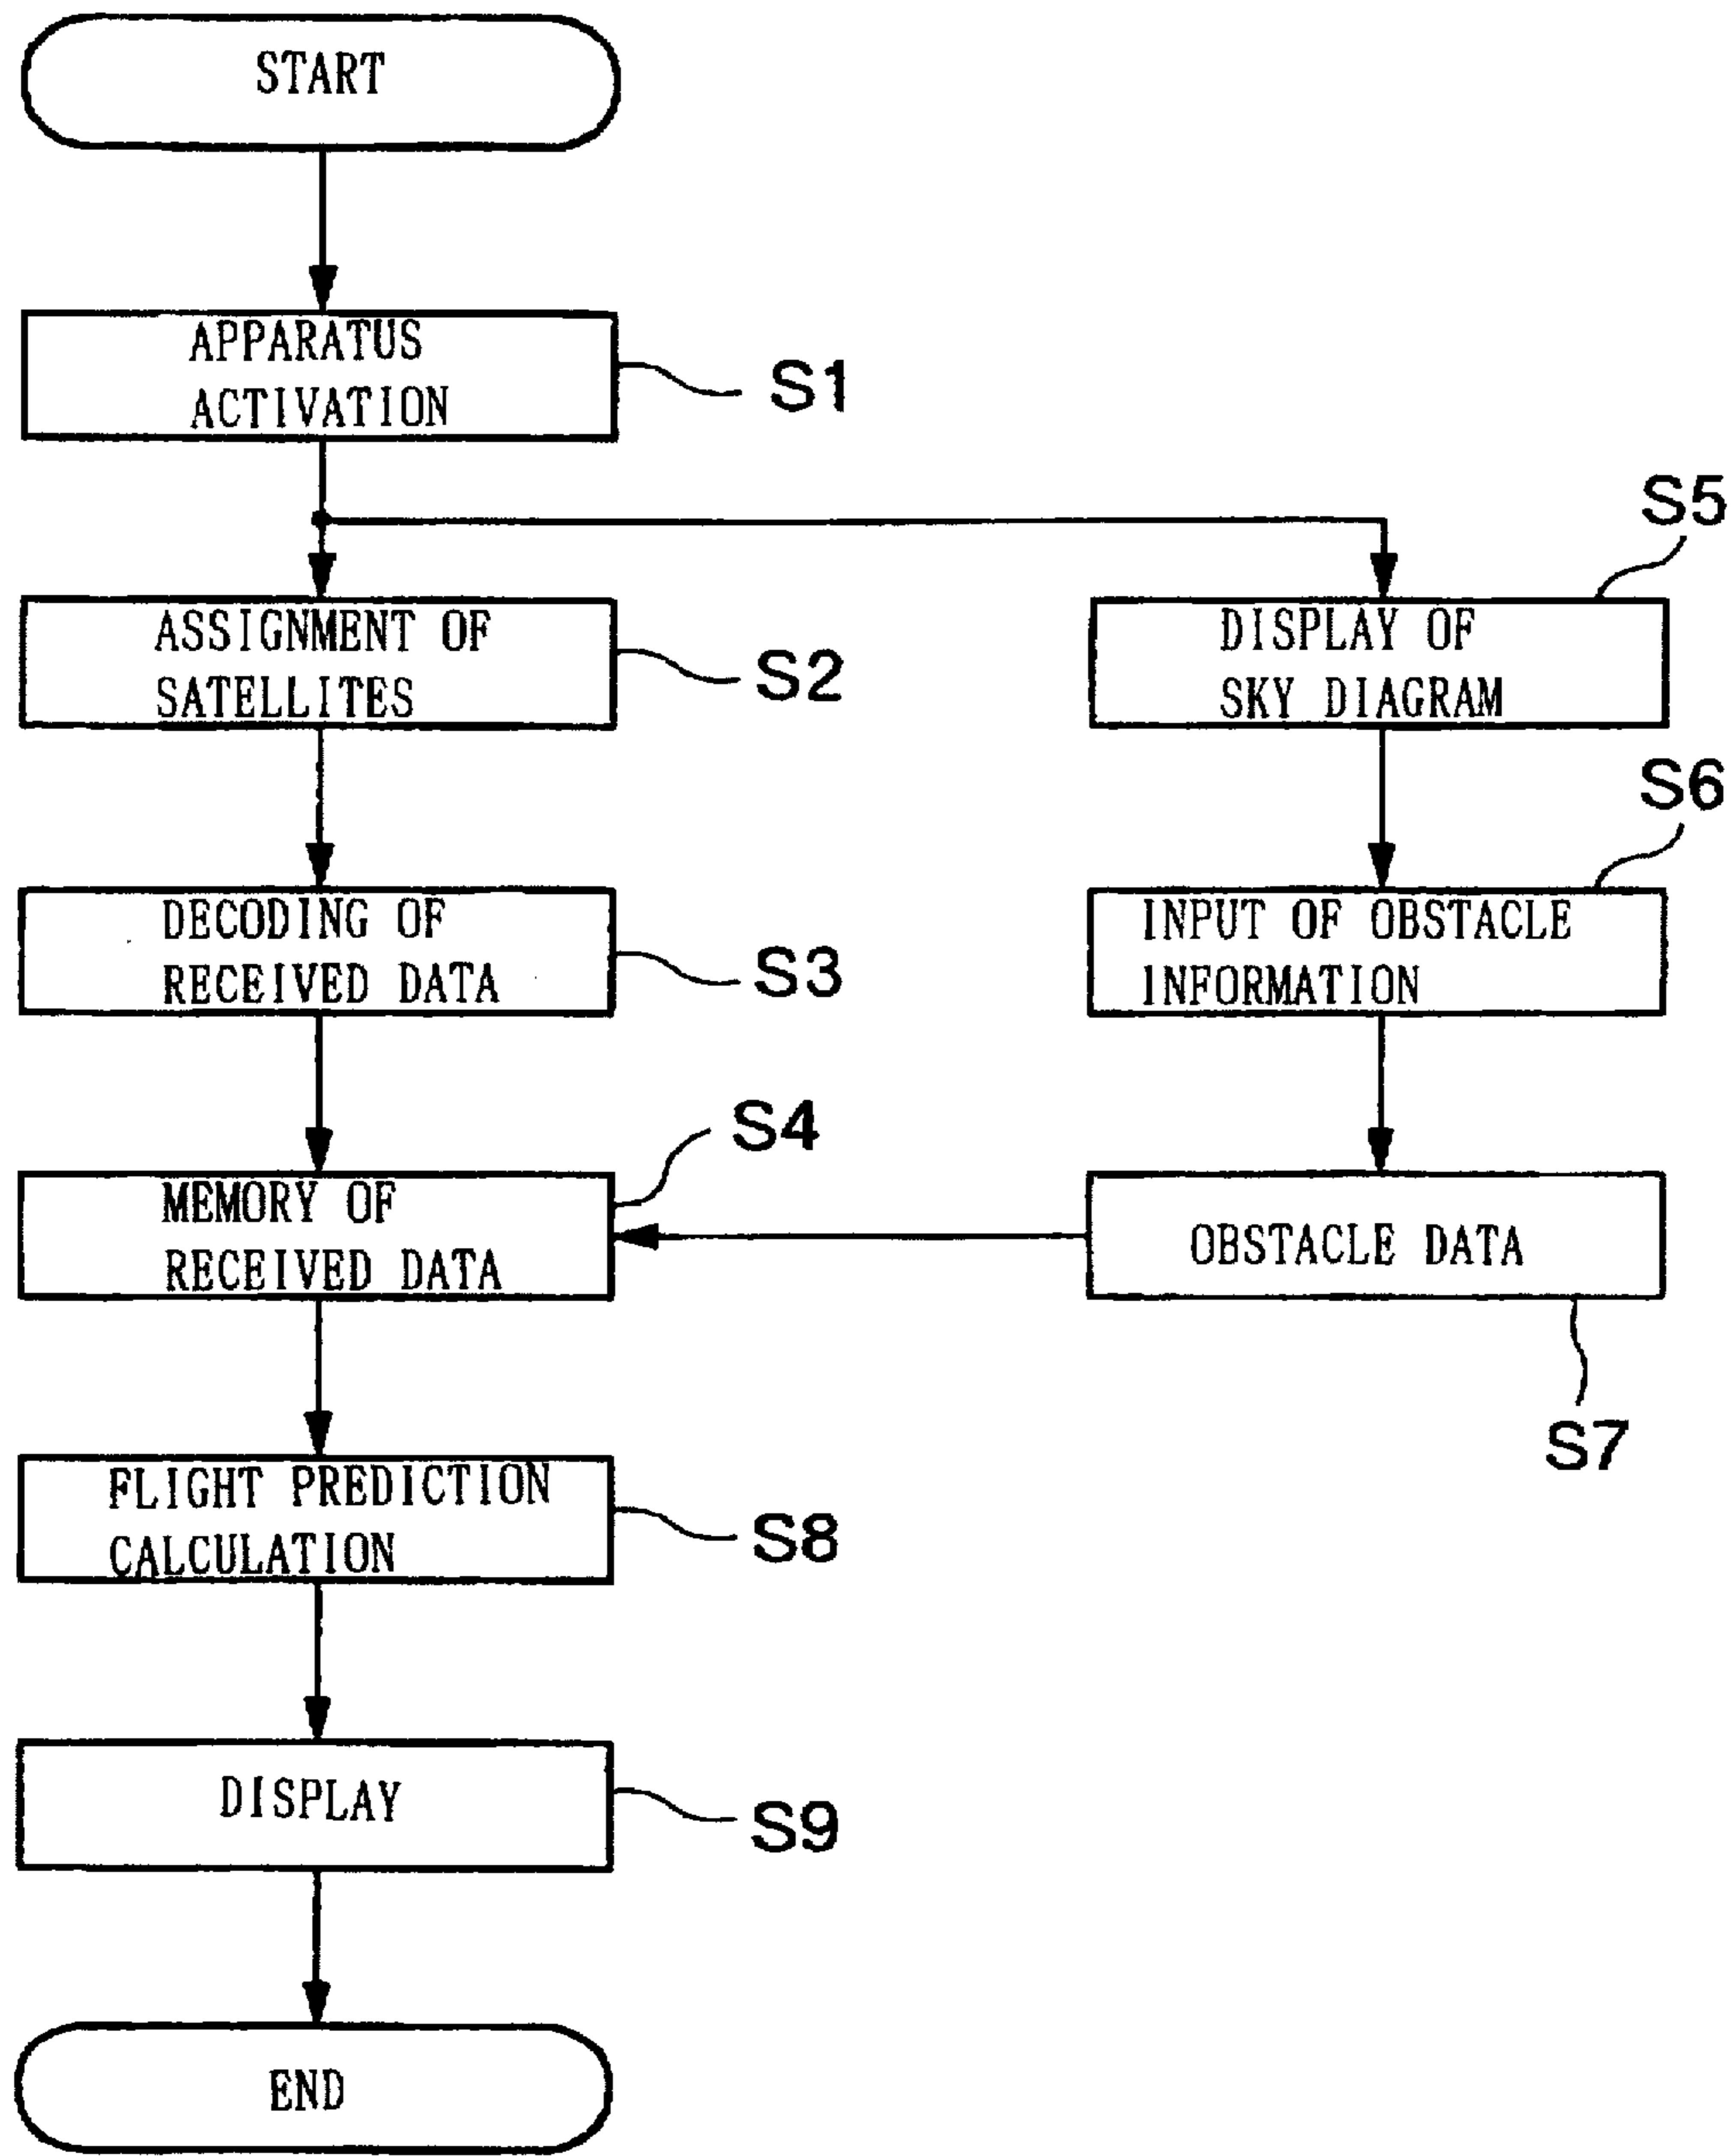 START
APPARATUS
ACTIVATION
S1
S5
ASSIGNMENT OF
SATELLITES
S2
DISPLAY OF
SKY DIAGRAM
S6
DECODING OF
RECEIVED DATA
S3
INPUT OF OBSTACLE
INFORMATION
S4
MEMORY OF
RECEIVED DATA
OBSTACLE DATA
S7
FLIGHT PREDICTION
CALCULATION
S8
DISPLAY
S9
END